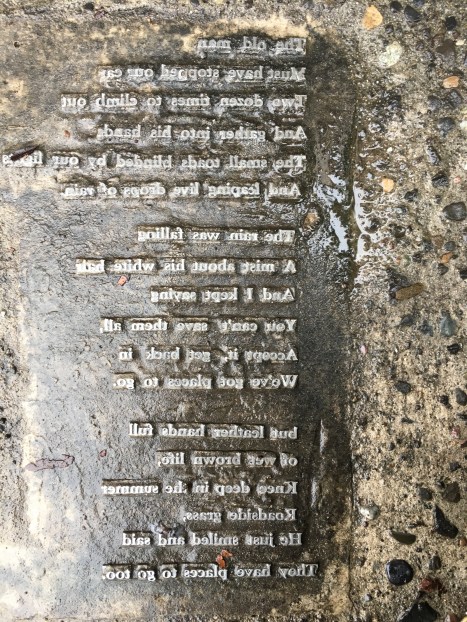 The old man
Must have stopped our car
Two dozen times to climb out
And gather into his hands
The small toads blinded by our lights
And leaping live drops of rain.
The rain was falling
A mist about his white hair
And I kept saying
You can't save them all,
Accept it, get back in
We've got places to go.
but leather hands full
of wet brown life,
Knee deep in the summer
Roadside grass,
He just smiled and said
They have places to go too.